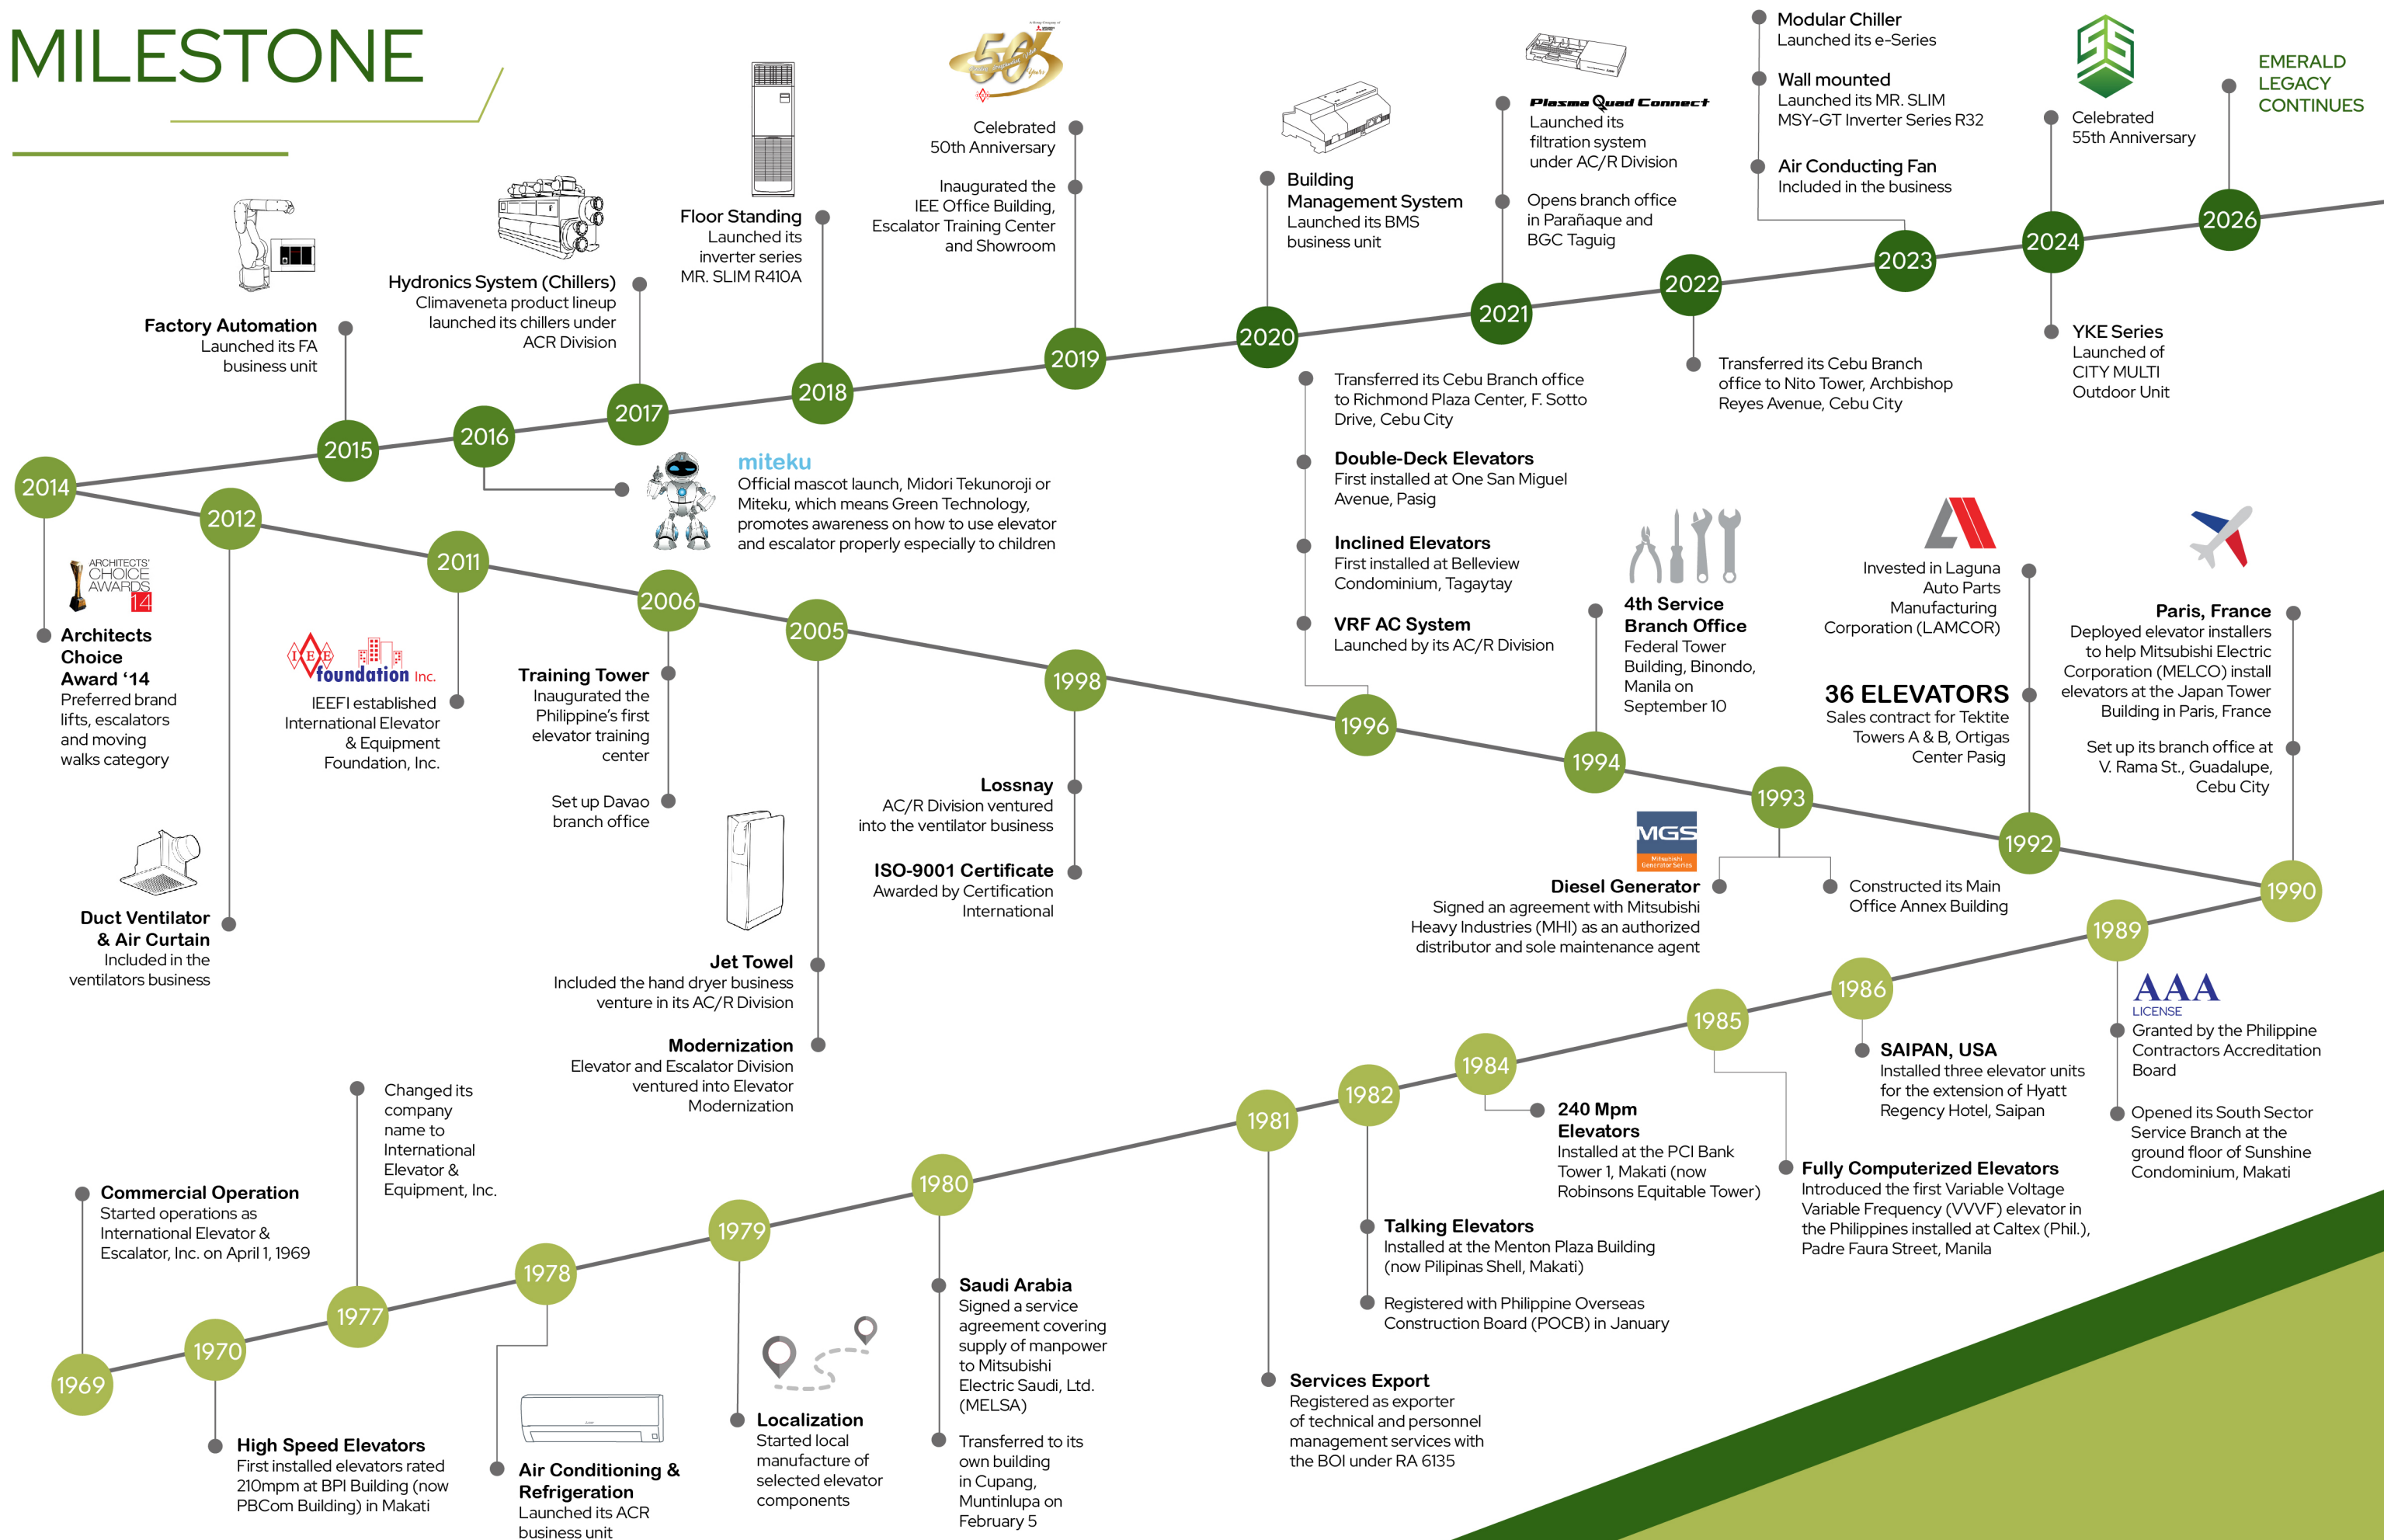 MILESTONE
Commercial Operation
Started operations as
International Elevator &
Escalator, Inc. on April 1, 1969
1969
1970
High Speed Elevators
First installed elevators rated
210mpm at BPI Building (now
PBCom Building) in Makati
Changed its
company
name to
International
Elevator &
Equipment, Inc.
1977
1978
Air Conditioning &
Refrigeration
Launched its ACR
business unit
1979
Localization
Started local
manufacture of
selected elevator
components
1980
Saudi Arabia
Signed a service
agreement covering
supply of manpower
to Mitsubishi
Electric Saudi, Ltd.
(MELSA)
Transferred to its
own building
in Cupang,
Muntinlupa on
February 5
1981
Services Export
Registered as exporter
of technical and personnel
management services with
the BOI under RA 6135
1982
Talking Elevators
Installed at the Menton Plaza Building
(now Pilipinas Shell, Makati)
Registered with Philippine Overseas
Construction Board (POCB) in January
1984
240 Mpm
Elevators
Installed at the PCI Bank
Tower 1, Makati (now
Robinsons Equitable Tower)
1985
Fully Computerized Elevators
Introduced the first Variable Voltage
Variable Frequency (VVVF) elevator in
the Philippines installed at Caltex (Phil.),
Padre Faura Street, Manila
1986
SAIPAN, USA
Installed three elevator units
for the extension of Hyatt
Regency Hotel, Saipan
1989
AAA
LICENSE
Granted by the Philippine
Contractors Accreditation
Board
Opened its South Sector
Service Branch at the
ground floor of Sunshine
Condominium, Makati
1990
Paris, France
Deployed elevator installers
to help Mitsubishi Electric
Corporation (MELCO) install
elevators at the Japan Tower
Building in Paris, France
Set up its branch office at
V. Rama St., Guadalupe,
Cebu City
1992
Invested in Laguna
Auto Parts
Manufacturing
Corporation (LAMCOR)
36 ELEVATORS
Sales contract for Tektite
Towers A & B, Ortigas
Center Pasig
1993
MGS
Mitsubishi
Generator Series
Diesel Generator
Signed an agreement with Mitsubishi
Heavy Industries (MHI) as an authorized
distributor and sole maintenance agent
Constructed its Main
Office Annex Building
1994
4th Service
Branch Office
Federal Tower
Building, Binondo,
Manila on
September 10
1996
Transferred its Cebu Branch office
to Richmond Plaza Center, F. Sotto
Drive, Cebu City
Double-Deck Elevators
First installed at One San Miguel
Avenue, Pasig
Inclined Elevators
First installed at Belleview
Condominium, Tagaytay
VRF AC System
Launched by its AC/R Division
1998
Lossnay
AC/R Division ventured
into the ventilator business
ISO-9001 Certificate
Awarded by Certification
International
2005
Jet Towel
Included the hand dryer business
venture in its AC/R Division
Modernization
Elevator and Escalator Division
ventured into Elevator
Modernization
2006
Training Tower
Inaugurated the
Philippine's first
elevator training
center
Set up Davao
branch office
2011
IEE
foundation Inc.
IEEFI established
International Elevator
& Equipment
Foundation, Inc.
2012
Duct Ventilator
& Air Curtain
Included in the
ventilators business
2014
ARCHITECTS'
CHOICE
AWARDS
14
Architects
Choice
Award ‘14
Preferred brand
lifts, escalators
and moving
walks category
2015
Factory Automation
Launched its FA
business unit
2016
miteku
Official mascot launch, Midori Tekunoroji or
Miteku, which means Green Technology,
promotes awareness on how to use elevator
and escalator properly especially to children
2017
Hydronics System (Chillers)
Climaveneta product lineup
launched its chillers under
ACR Division
2018
Floor Standing
Launched its
inverter series
MR. SLIM R410A
2019
50
Years
Celebrated
50th Anniversary
Inaugurated the
IEE Office Building,
Escalator Training Center
and Showroom
2020
Building
Management System
Launched its BMS
business unit
2021
Plasma Quad Connect
Launched its
filtration system
under AC/R Division
Opens branch office
in Parañaque and
BGC Taguig
2022
Transferred its Cebu Branch
office to Nito Tower, Archbishop
Reyes Avenue, Cebu City
2023
Modular Chiller
Launched its e-Series
Wall mounted
Launched its MR. SLIM
MSY-GT Inverter Series R32
Air Conducting Fan
Included in the business
2024
55
Celebrated
55th Anniversary
YKE Series
Launched of
CITY MULTI
Outdoor Unit
2026
EMERALD
LEGACY
CONTINUES